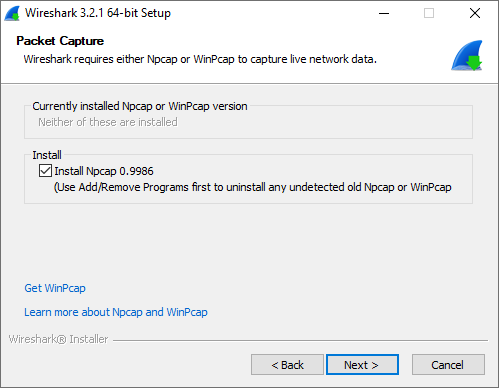 Wireshark 3.2.1 64-bit Setup
Packet Capture
Wireshark requires either Npcap or WinPcap to capture live network data.
Currently installed Npcap or WinPcap version
Neither of these are installed
Install
Install Npcap 0.9986
(Use Add/Remove Programs first to uninstall any undetected old Npcap or WinPcap
Get WinPcap
Learn more about Npcap and WinPcap
Wireshark® Installer
< Back Next > Cancel